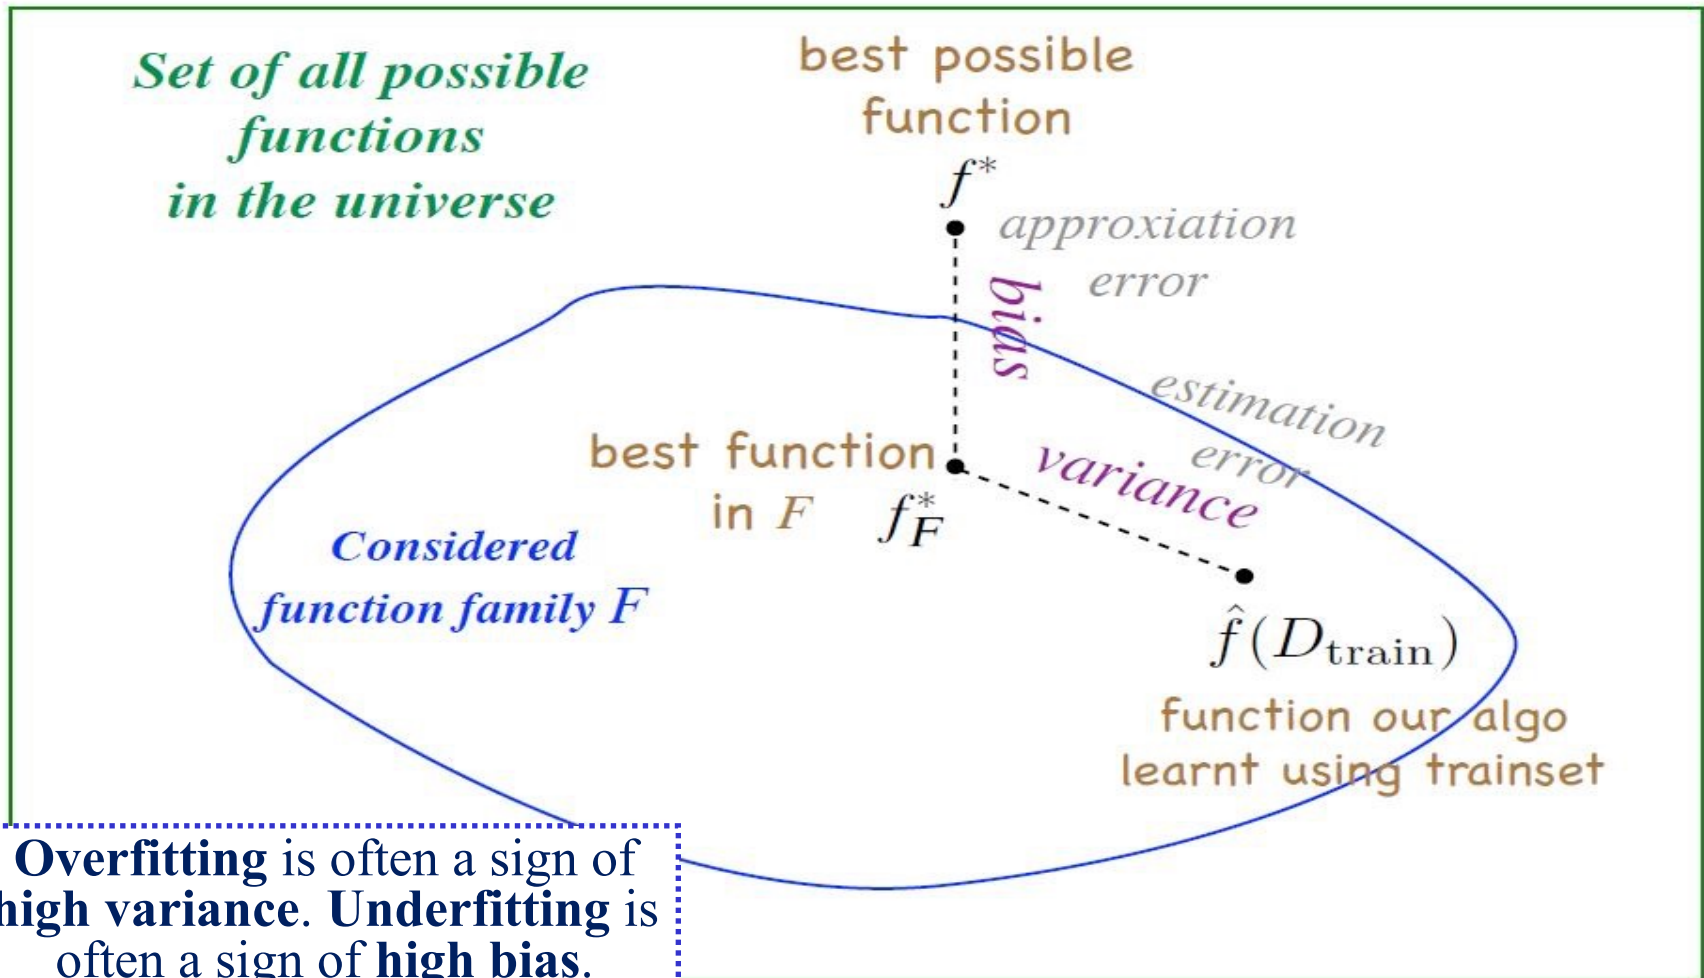 Set of all possible
functions
in the universe
best possible
function
f*
approxiation
error
bias
estimation
error
variance
best function
in F f*_F
Considered
function family F
f̂(D_train)
function our algo
learnt using trainset
Overfitting is often a sign of
high variance. Underfitting is
often a sign of high bias.